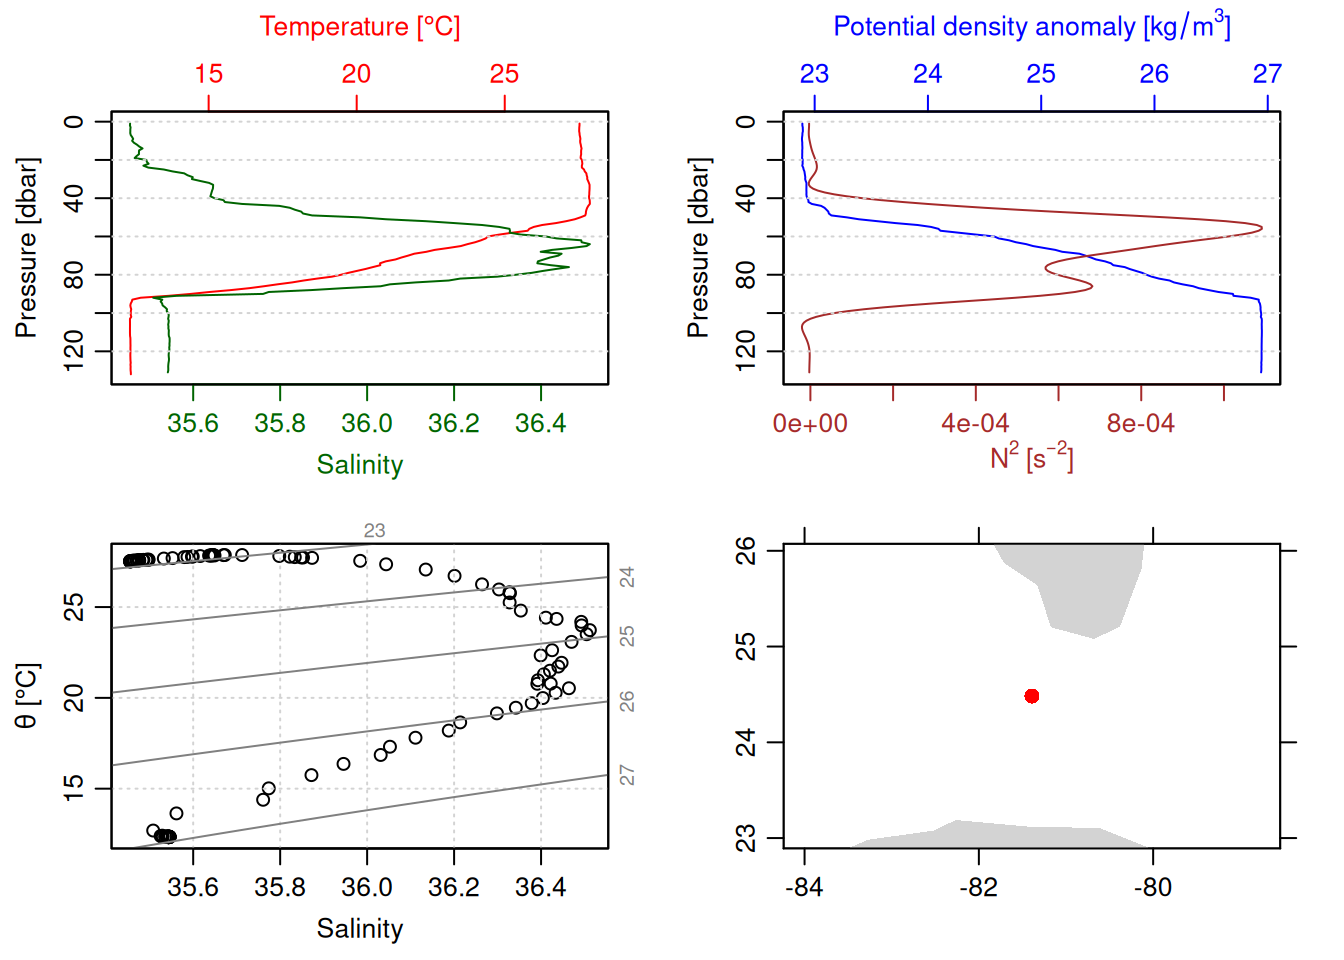 Temperature [°C]
15 20 25
0
40
80
120
Pressure [dbar]
35.6 35.8 36.0 36.2 36.4
Salinity
Potential density anomaly [kg/m³]
23 24 25 26 27
0
40
80
120
Pressure [dbar]
0e+00 4e-04 8e-04
N² [s⁻²]
23
24
25
26
27
25
20
15
θ [°C]
35.6 35.8 36.0 36.2 36.4
Salinity
26
25
24
23
-84 -82 -80